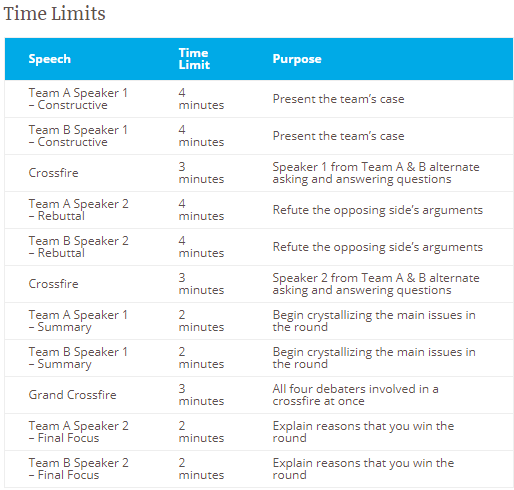 Time Limits
Speech
Time
Limit
Purpose
Team A Speaker 1
– Constructive
4
minutes
Present the team’s case
Team B Speaker 1
– Constructive
4
minutes
Present the team’s case
Crossfire
3
minutes
Speaker 1 from Team A & B alternate
asking and answering questions
Team A Speaker 2
– Rebuttal
4
minutes
Refute the opposing side’s arguments
Team B Speaker 2
– Rebuttal
4
minutes
Refute the opposing side’s arguments
Crossfire
3
minutes
Speaker 2 from Team A & B alternate
asking and answering questions
Team A Speaker 1
– Summary
2
minutes
Begin crystallizing the main issues in
the round
Team B Speaker 1
– Summary
2
minutes
Begin crystallizing the main issues in
the round
Grand Crossfire
3
minutes
All four debaters involved in a
crossfire at once
Team A Speaker 2
– Final Focus
2
minutes
Explain reasons that you win the
round
Team B Speaker 2
– Final Focus
2
minutes
Explain reasons that you win the
round